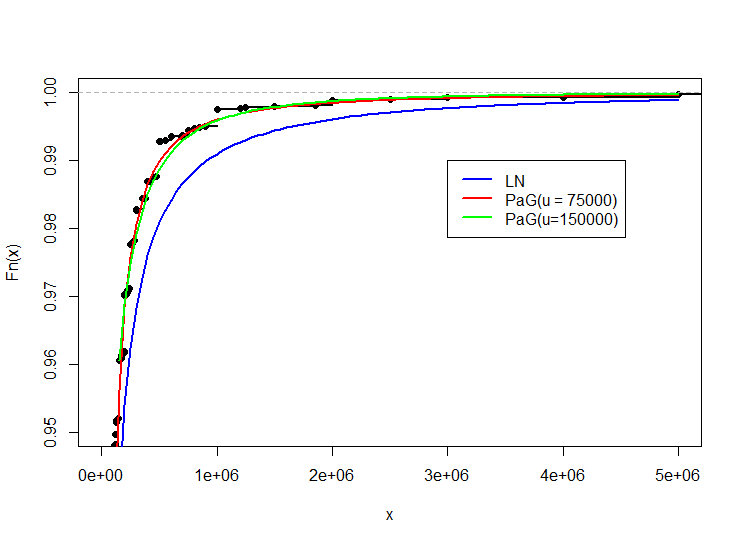 1.00
0.99
0.98
0.97
0.96
0.95
Fn(x)
LN
PaG(u = 75000)
PaG(u=150000)
0e+00 1e+06 2e+06 3e+06 4e+06 5e+06
x